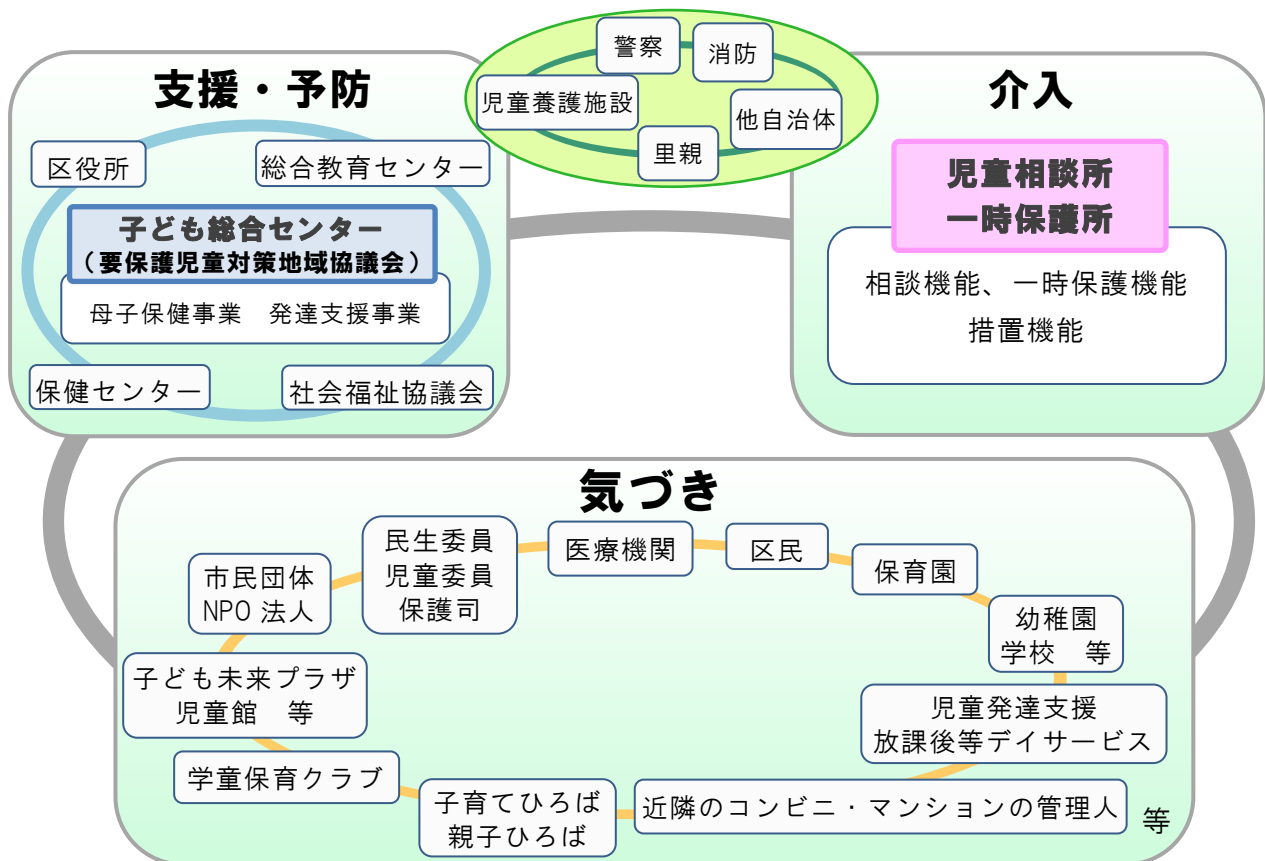 支援・予防
区役所
総合教育センター
子ども総合センター
(要保護児童対策地域協議会)
母子保健事業　発達支援事業
保健センター
社会福祉協議会
警察
消防
児童養護施設
他自治体
里親
介入
児童相談所
一時保護所
相談機能、一時保護機能
措置機能
気づき
民生委員
児童委員
保護司
医療機関
区民
保育園
市民団体
NPO 法人
幼稚園
学校　等
子ども未来プラザ
児童館　等
児童発達支援
放課後等デイサービス
学童保育クラブ
子育てひろば
親子ひろば
近隣のコンビニ・マンションの管理人
等